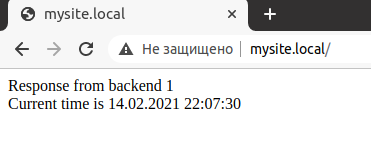 mysite.local
Не защищено
mysite.local/
Response from backend 1
Current time is 14.02.2021 22:07:30